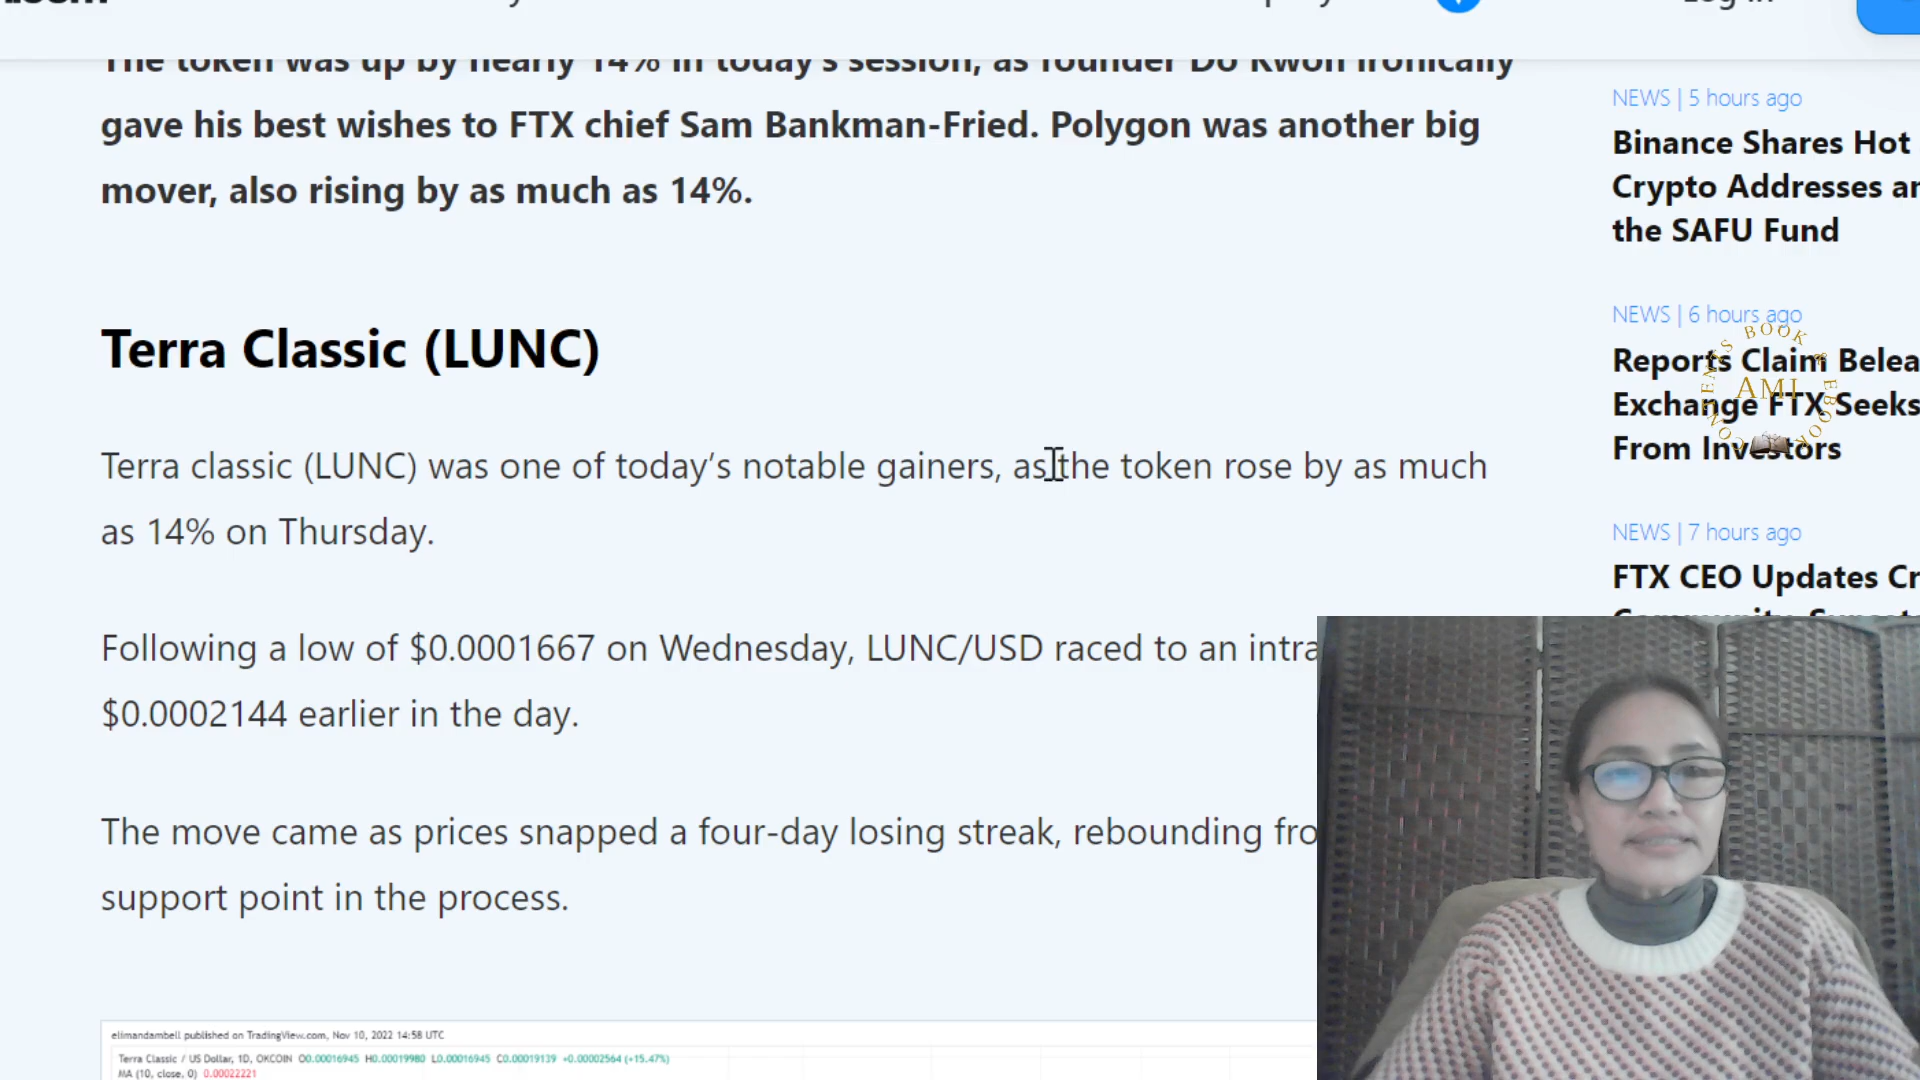 Log in
The token was up by nearly 14% in today's session, as founder Do Kwon ironically
gave his best wishes to FTX chief Sam Bankman-Fried. Polygon was another big
mover, also rising by as much as 14%.
Terra Classic (LUNC)
Terra classic (LUNC) was one of today’s notable gainers, as the token rose by as much
as 14% on Thursday.
Following a low of $0.0001667 on Wednesday, LUNC/USD raced to an intra
$0.0002144 earlier in the day.
The move came as prices snapped a four-day losing streak, rebounding fro
support point in the process.
elimandambell published on TradingView.com, Nov 10, 2022 14:58 UTC
Terra Classic / US Dollar, 1D, OKCOIN O0.00016945 H0.00019980 L0.00016945 C0.00019139 +0.00002564 (+15.47%)
MA (10, close, 0) 0.00022221
NEWS | 5 hours ago
Binance Shares Hot
Crypto Addresses an
the SAFU Fund
NEWS | 6 hours ago
Reports Claim Belea
Exchange FTX Seeks
From Investors
NEWS | 7 hours ago
FTX CEO Updates Cr
CONTENTS BOOK & EBOOK
AMI